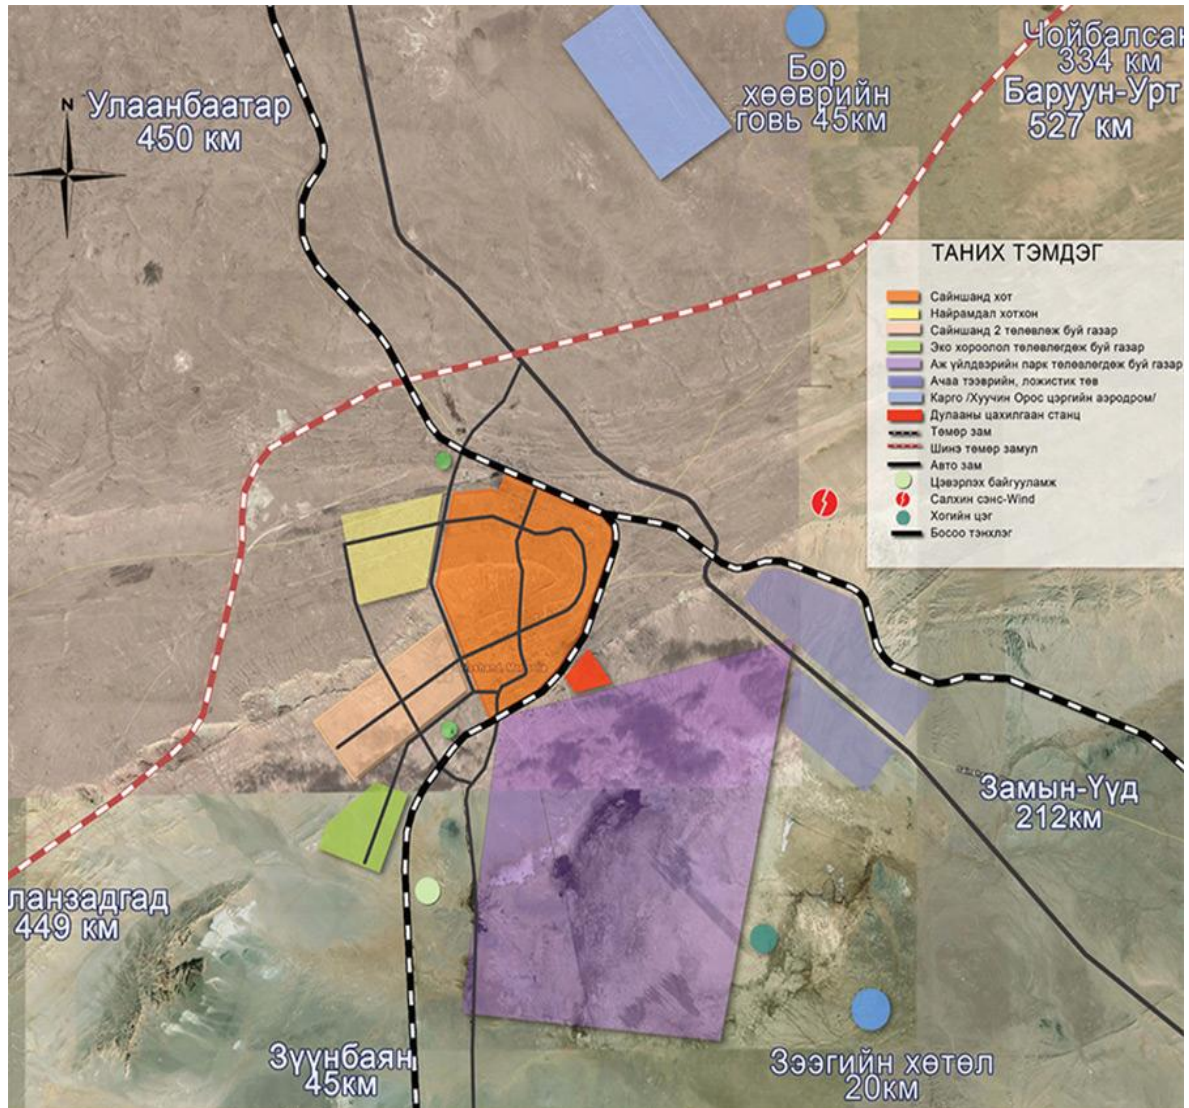 Чойбалсан
334 км
Баруун-Урт
527 км
Бор
хөөврийн
говь 45км
N
Улаанбаатар
450 км
ТАНИХ ТЭМДЭГ
Сайншанд хот
Найрамдал хотхон
Сайншанд 2 төлөвлөж буй газар
Эко хороолол төлөвлөгдөж буй газар
Аж үйлдвэрийн парк төлөвлөгдөж буй газар
Ачаа тээврийн, ложистик төв
Карго /Хуучин Орос цэргийн аэродром/
Дулааны цахилгаан станц
Төмөр зам
Шинэ төмөр замул
Авто зам
Цэвэрлэх байгууламж
Салхин сэнс-Wind
Хогийн цэг
Босоо тэнхлэг
Замын-Үүд
212км
ланзадгад
449 км
Зүүнбаян
45км
Зээгийн хөтөл
20км